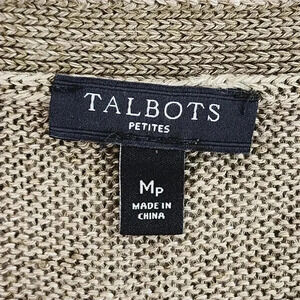 TALBOTS
PETITES
MP
MADE IN
CHINA